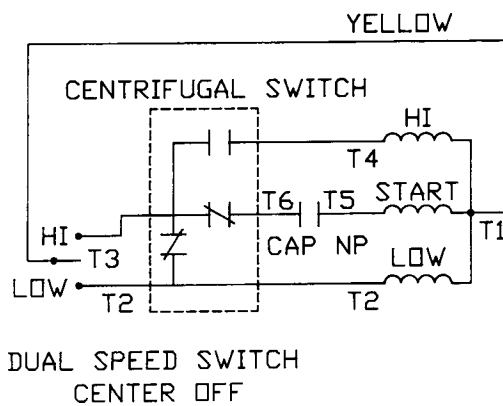 YELLOW
CENTRIFUGAL SWITCH
HI
T4
T6 T5 START
T1
HI
T3
CAP NP
LOW
LOW
T2
T2
DUAL SPEED SWITCH
CENTER OFF